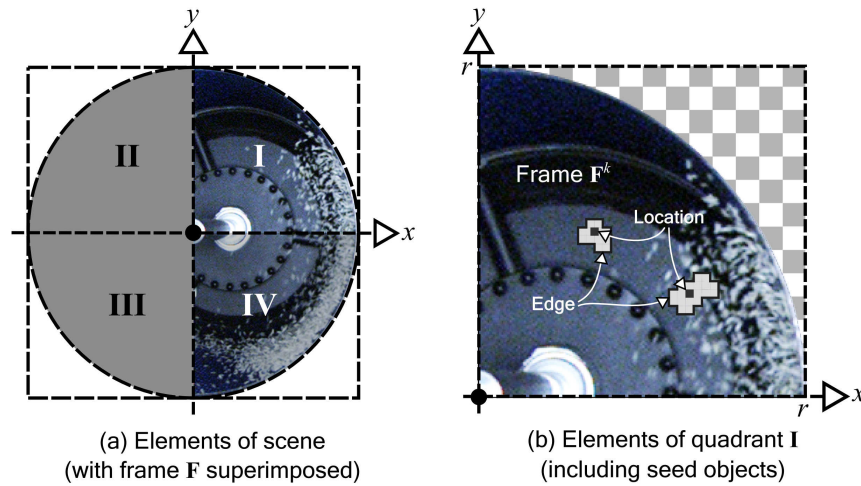 y
II
I
x
III
IV
(a) Elements of scene
(with frame F superimposed)
y
r
Frame F^k
Location
Edge
r
x
(b) Elements of quadrant I
(including seed objects)